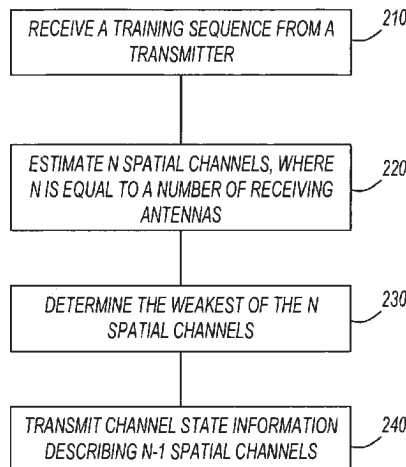 RECEIVE A TRAINING SEQUENCE FROM A
TRANSMITTER
210
ESTIMATE N SPATIAL CHANNELS, WHERE
N IS EQUAL TO A NUMBER OF RECEIVING
ANTENNAS
220
DETERMINE THE WEAKEST OF THE N
SPATIAL CHANNELS
230
TRANSMIT CHANNEL STATE INFORMATION
DESCRIBING N-1 SPATIAL CHANNELS
240